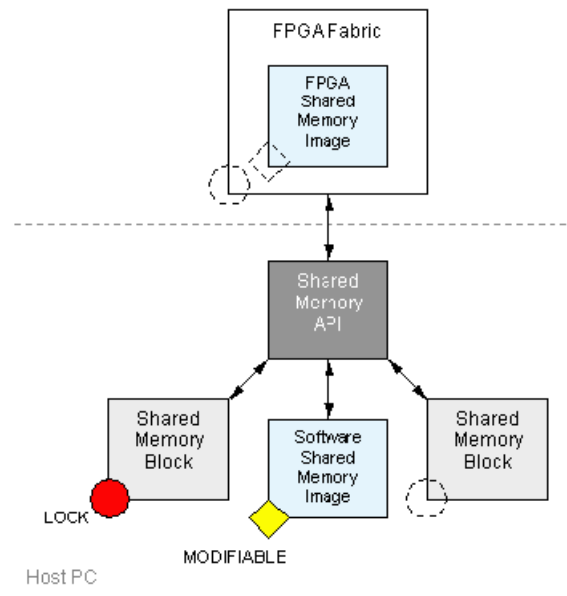 FPGA Fabric
FPGA
Shared
Memory
Image
Shared
Memory
API
Shared
Memory
Block
Software
Shared
Memory
Image
Shared
Memory
Block
LOCK
MODIFIABLE
Host PC